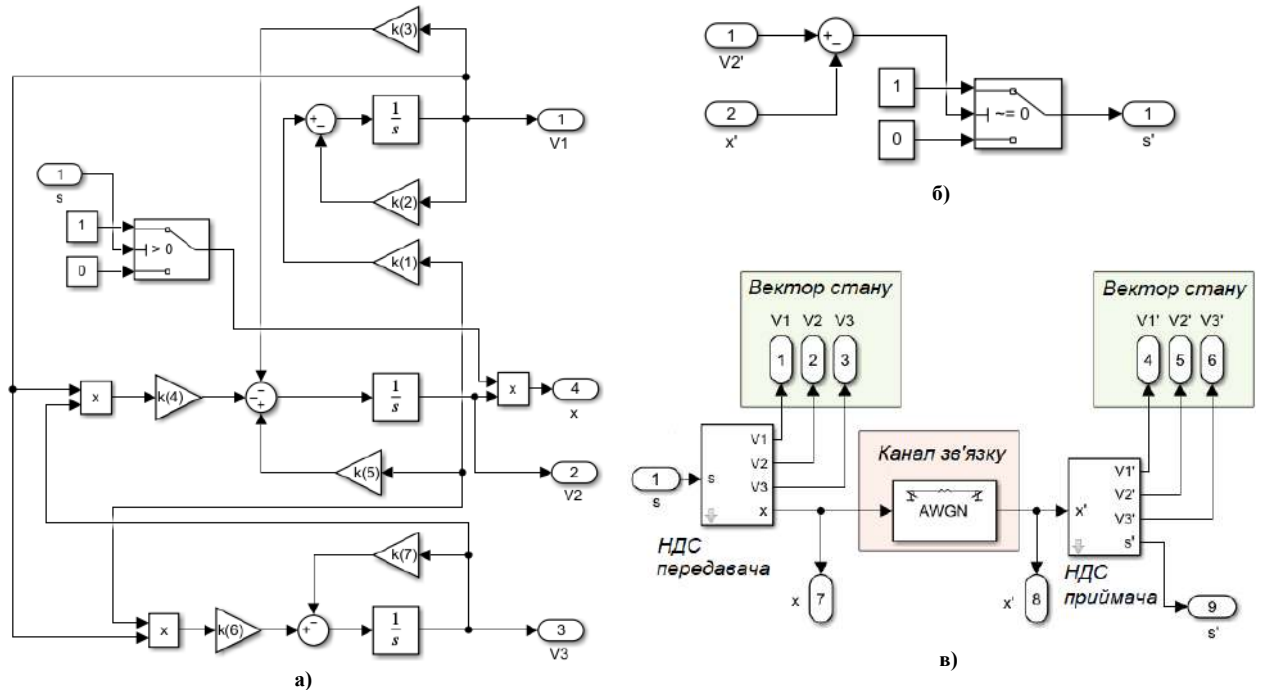 k(3)
+
−
1
s
1
V1
k(2)
k(1)
1
s
1
> 0
0
x
k(4)
−
−
+
1
s
x
4
x
k(5)
2
V2
k(7)
x
k(6)
+
−
1
s
3
V3
а)
1
V2'
+
−
2
x'
1
~= 0
0
1
s'
б)
Вектор стану
V1 V2 V3
1 2 3
Вектор стану
V1' V2' V3'
4 5 6
1
s
s
V1
V2
V3
x
НДС
передавача
Канал зв'язку
AWGN
x 7
x' 8
x'
V1'
V2'
V3'
s'
НДС
приймача
9
s'
в)